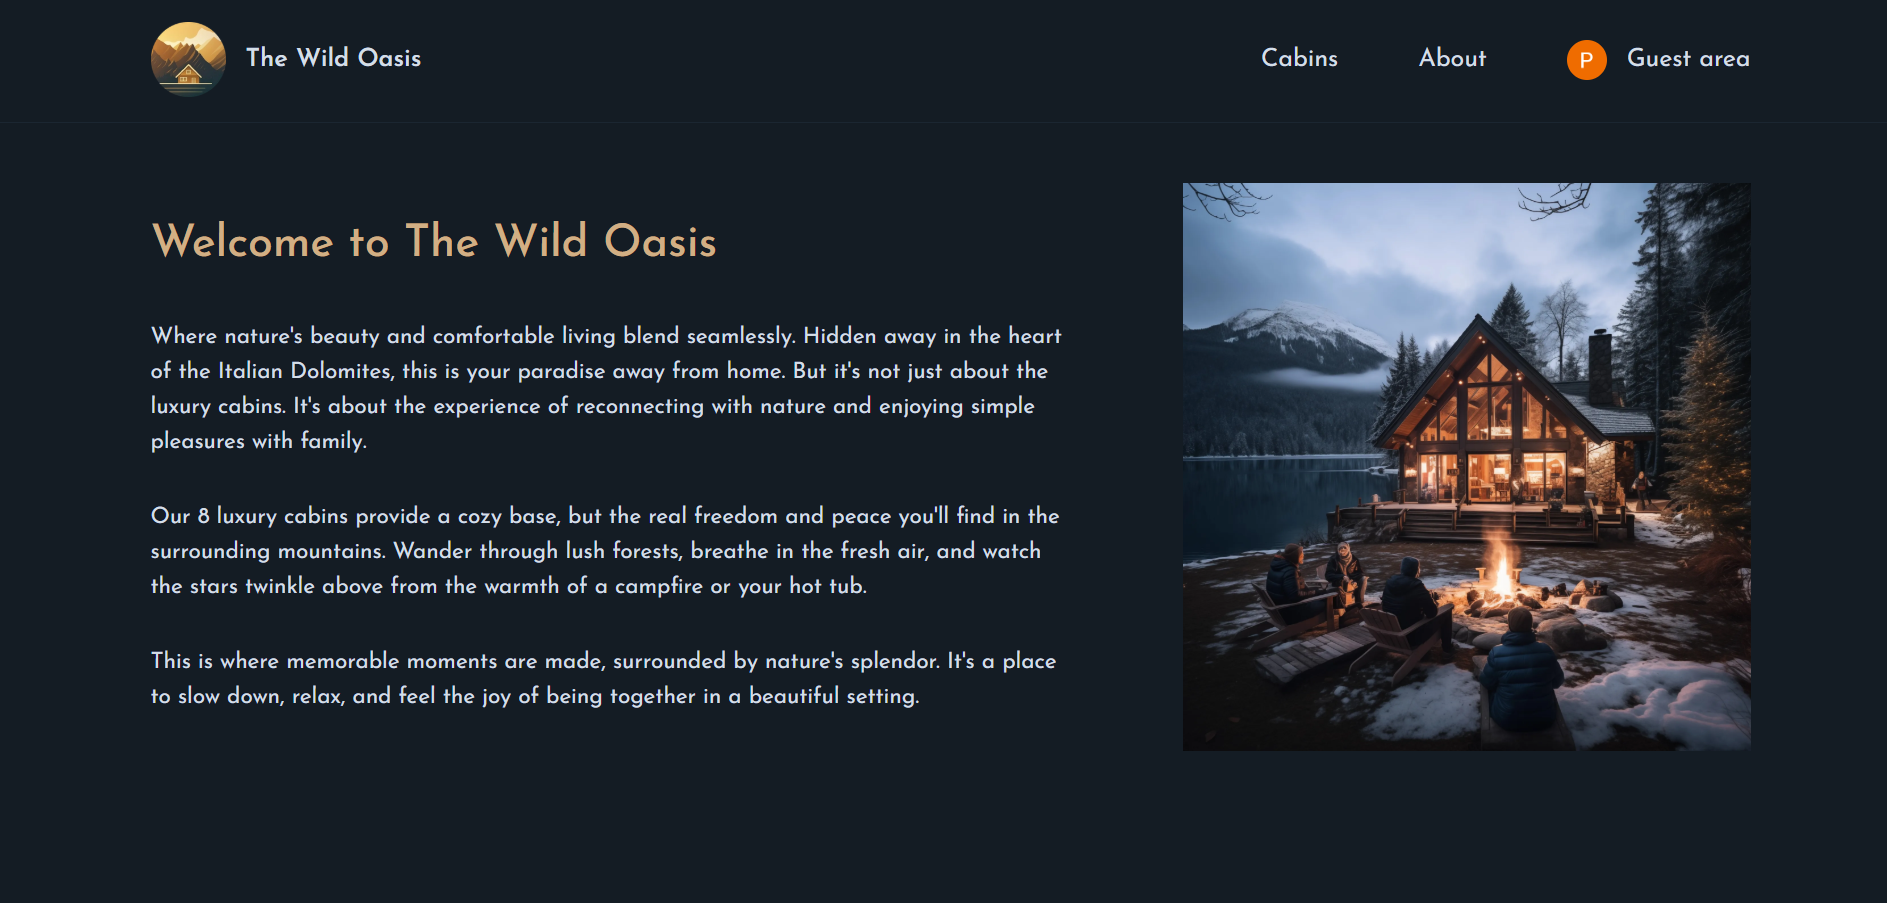 The Wild Oasis
Cabins
About
P
Guest area
Welcome to The Wild Oasis
Where nature's beauty and comfortable living blend seamlessly. Hidden away in the heart
of the Italian Dolomites, this is your paradise away from home. But it's not just about the
luxury cabins. It's about the experience of reconnecting with nature and enjoying simple
pleasures with family.
Our 8 luxury cabins provide a cozy base, but the real freedom and peace you'll find in the
surrounding mountains. Wander through lush forests, breathe in the fresh air, and watch
the stars twinkle above from the warmth of a campfire or your hot tub.
This is where memorable moments are made, surrounded by nature's splendor. It's a place
to slow down, relax, and feel the joy of being together in a beautiful setting.